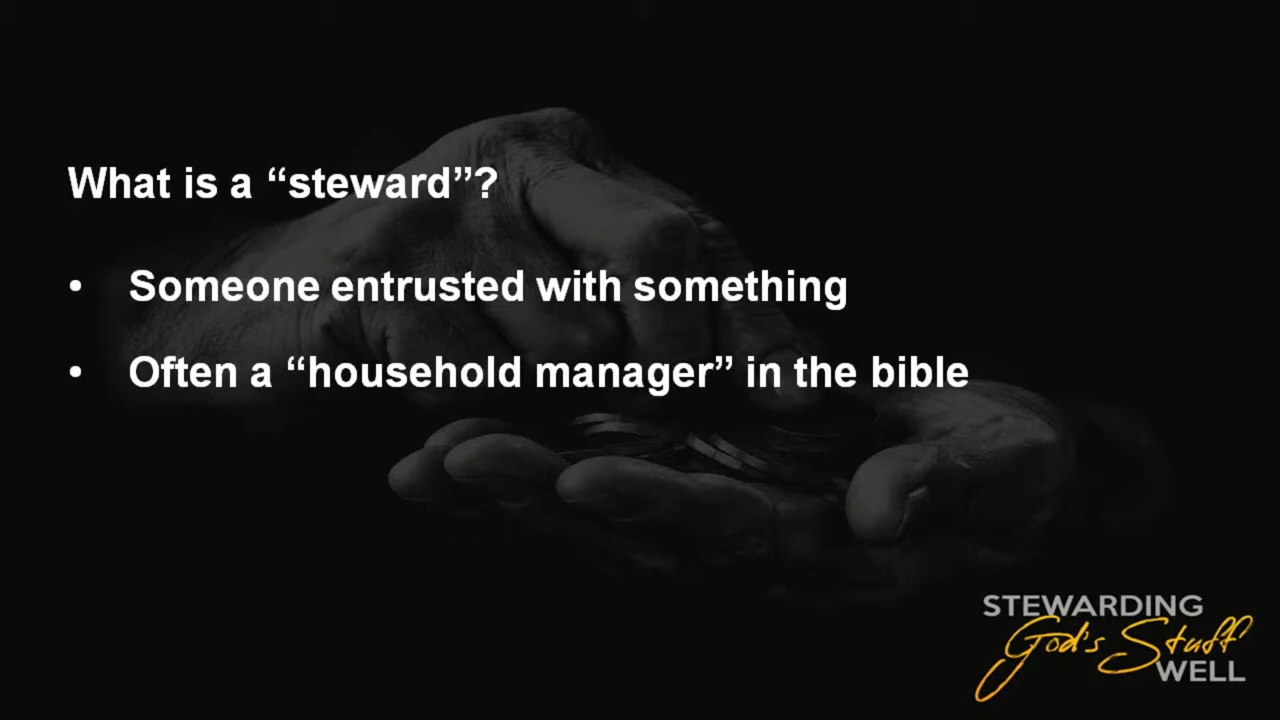 What is a “steward”?
• Someone entrusted with something
• Often a “household manager” in the bible
STEWARDING
God's Stuff
WELL